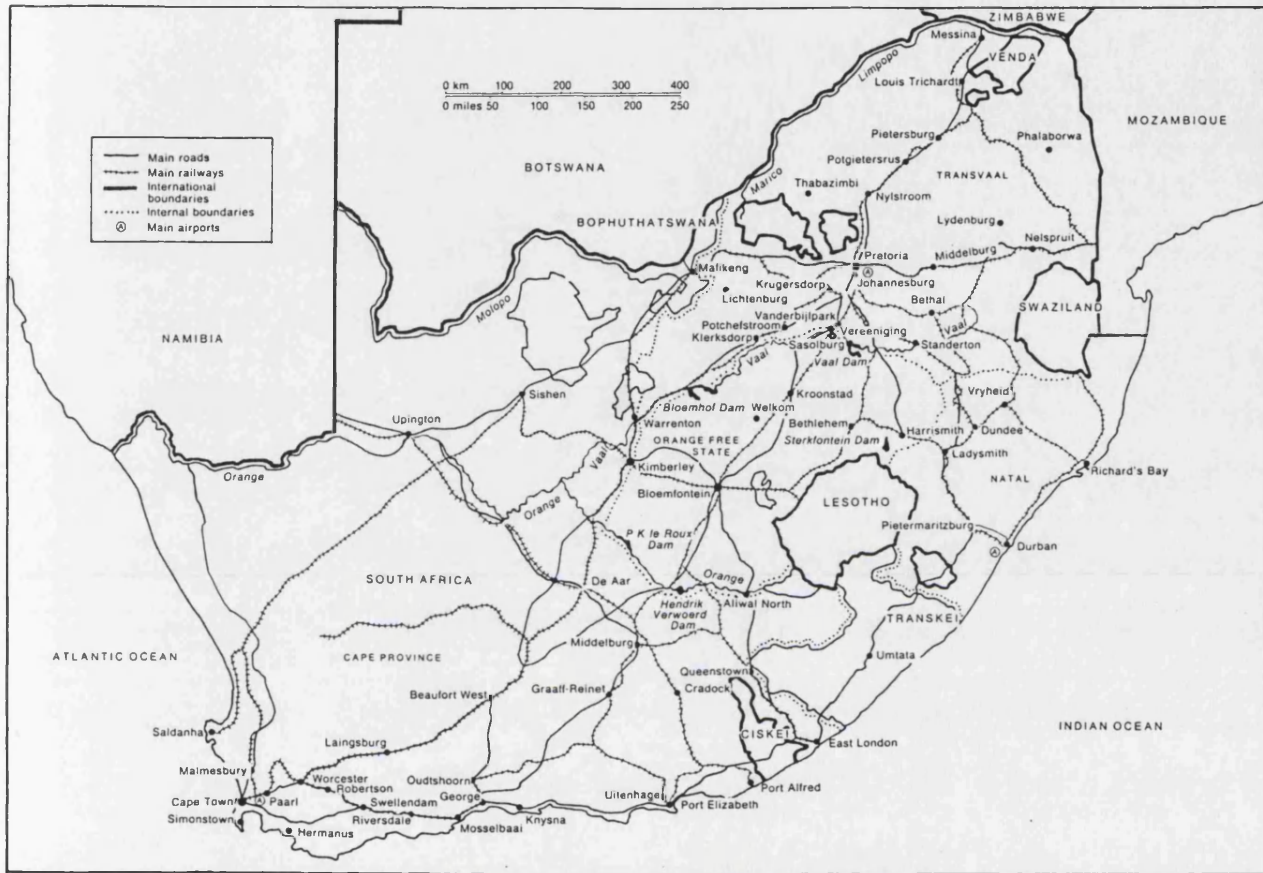 ZIMBABWE
Messina
VENDA
Limpopo
Louis Trichardt
0 km 100 200 300 400
0 miles 50 100 150 200 250
MOZAMBIQUE
Main roads
Main railways
International
boundaries
Internal boundaries
A Main airports
Pietersburg
Phalaborwa
Potgietersrus
BOTSWANA
Marico
Thabazimbi
TRANSVAAL
Nylstroom
BOPHUTHATSWANA
Lydenburg
Nelspruit
Pretoria
Middelburg
A
Mafikeng
Krugersdorp
Johannesburg
Lichtenburg
Bethal
SWAZILAND
Molopo
Vanderbijlpark
Potchefstroom
Vereeniging
Vaal
NAMIBIA
Klerksdorp
Sasolburg
Standerton
Vaal
Vaal Dam
Sishen
Kroonstad
Vryheid
Bloemhof Dam
Welkom
Upington
Warrenton
Bethlehem
Harrismith
Dundee
ORANGE FREE
STATE
Sterkfontein Dam
Vaal
Ladysmith
Orange
Kimberley
Richard's Bay
Bloemfontein
NATAL
Orange
LESOTHO
Pietermaritzburg
P K le Roux
Dam
Durban
A
SOUTH AFRICA
De Aar
Orange
Hendrik
Verwoerd
Dam
Aliwal North
TRANSKEI
Middelburg
ATLANTIC OCEAN
CAPE PROVINCE
Umtata
Queenstown
Beaufort West
Graaff-Reinet
Cradock
INDIAN OCEAN
Saldanha
CISKEI
East London
Laingsburg
Malmesbury
Worcester
Oudtshoorn
Robertson
Port Alfred
Cape Town
A
Paarl
George
Uitenhage
Swellendam
Port Elizabeth
Simonstown
Riversdale
Knysna
Mosselbaai
Hermanus